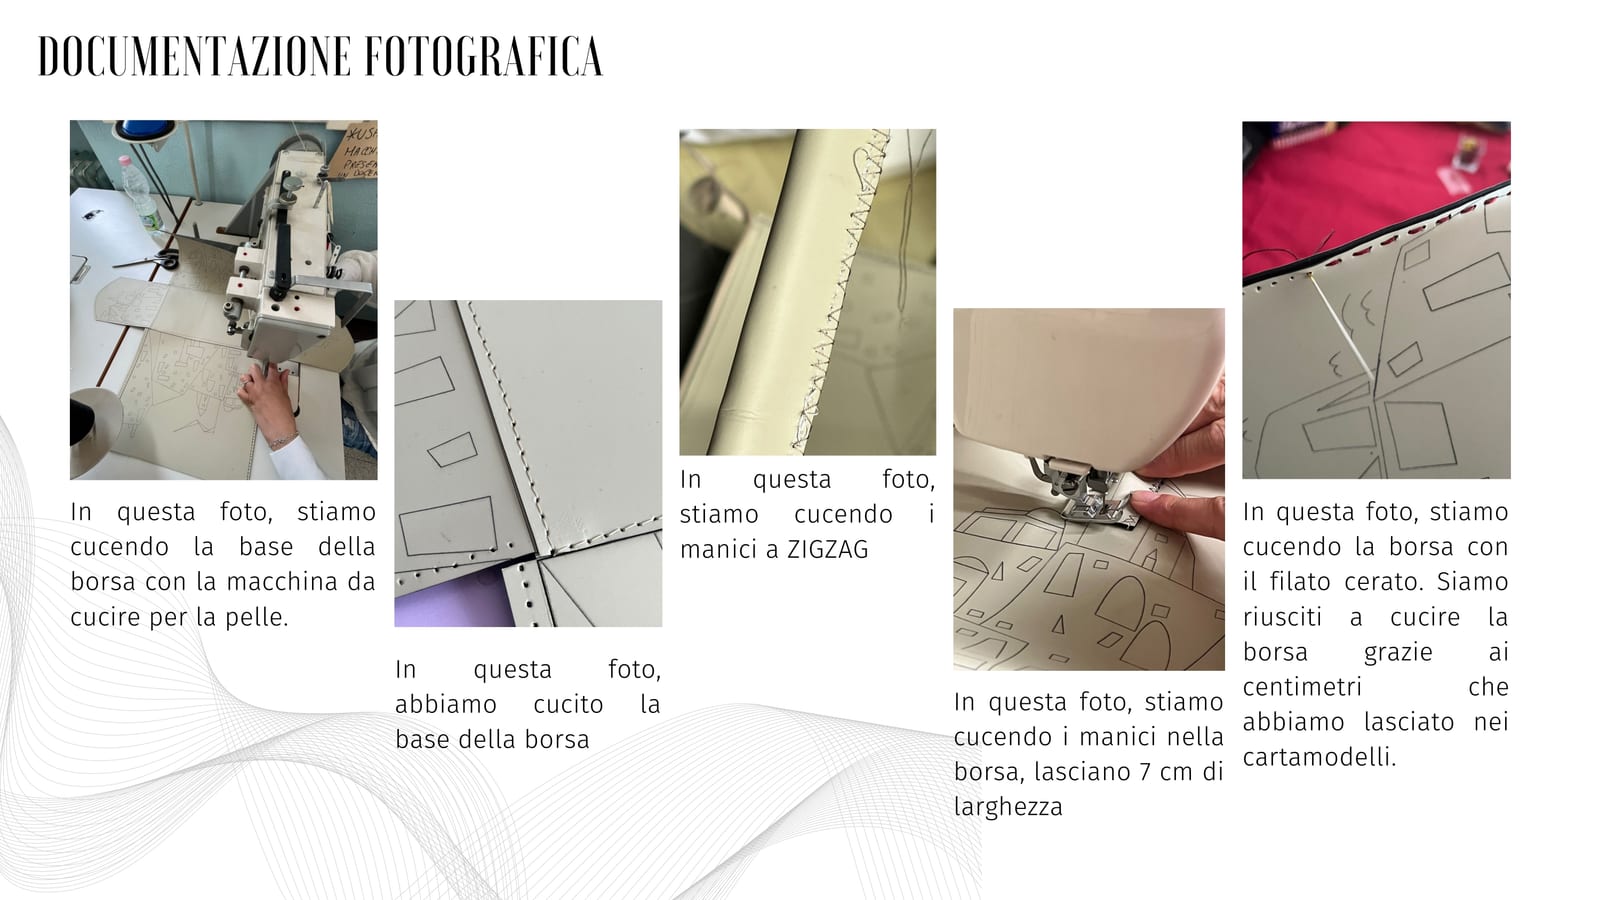 DOCUMENTAZIONE FOTOGRAFICA
In questa foto, stiamo
cucendo la base della
borsa con la macchina da
cucire per la pelle.
In questa foto,
abbiamo cucito la
base della borsa
In questa foto,
stiamo cucendo i
manici a ZIGZAG
In questa foto, stiamo
cucendo i manici nella
borsa, lasciano 7 cm di
larghezza
In questa foto, stiamo
cucendo la borsa con
il filato cerato. Siamo
riusciti a cucire la
borsa grazie ai
centimetri che
abbiamo lasciato nei
cartamodelli.